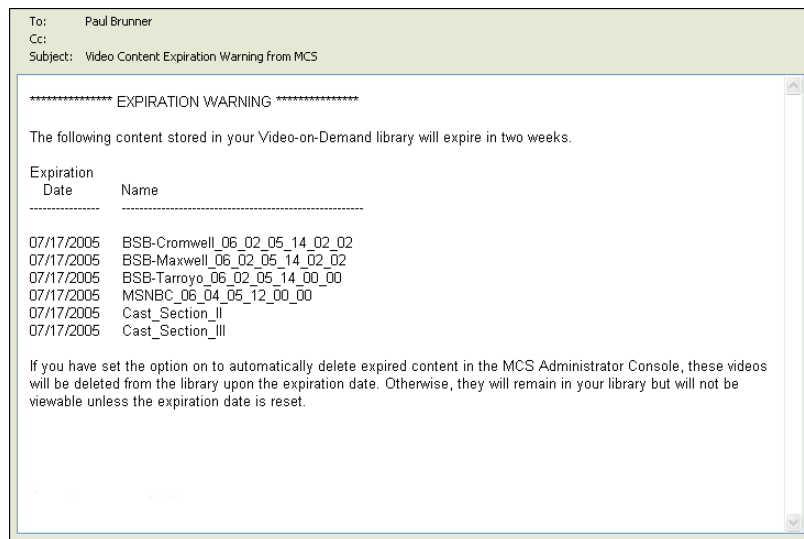 To: Paul Brunner
Cc:
Subject: Video Content Expiration Warning from MCS
*************** EXPIRATION WARNING ***************
The following content stored in your Video-on-Demand library will expire in two weeks.
Expiration
Date Name
---------------- -------------------------------------------------------
07/17/2005 BSB-Cromwell_06_02_05_14_02_02
07/17/2005 BSB-Maxwell_06_02_05_14_02_02
07/17/2005 BSB-Tarroyo_06_02_05_14_00_00
07/17/2005 MSNBC_06_04_05_12_00_00
07/17/2005 Cast_Section_II
07/17/2005 Cast_Section_III
If you have set the option on to automatically delete expired content in the MCS Administrator Console, these videos
will be deleted from the library upon the expiration date. Otherwise, they will remain in your library but will not be
viewable unless the expiration date is reset.